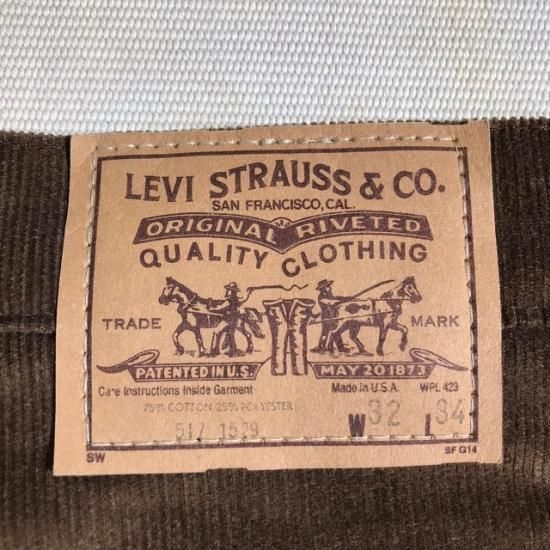 LEVI STRAUSS & CO.
SAN FRANCISCO, CAL.
ORIGINAL RIVETED
QUALITY CLOTHING
TRADE MARK
PATENTED IN U.S. MAY 20 1873
Care Instructions Inside Garment Made in U.S.A. WPL 423
75% COTTON 25% POLYESTER
517 1529 W 32 L 34
SW SF G14